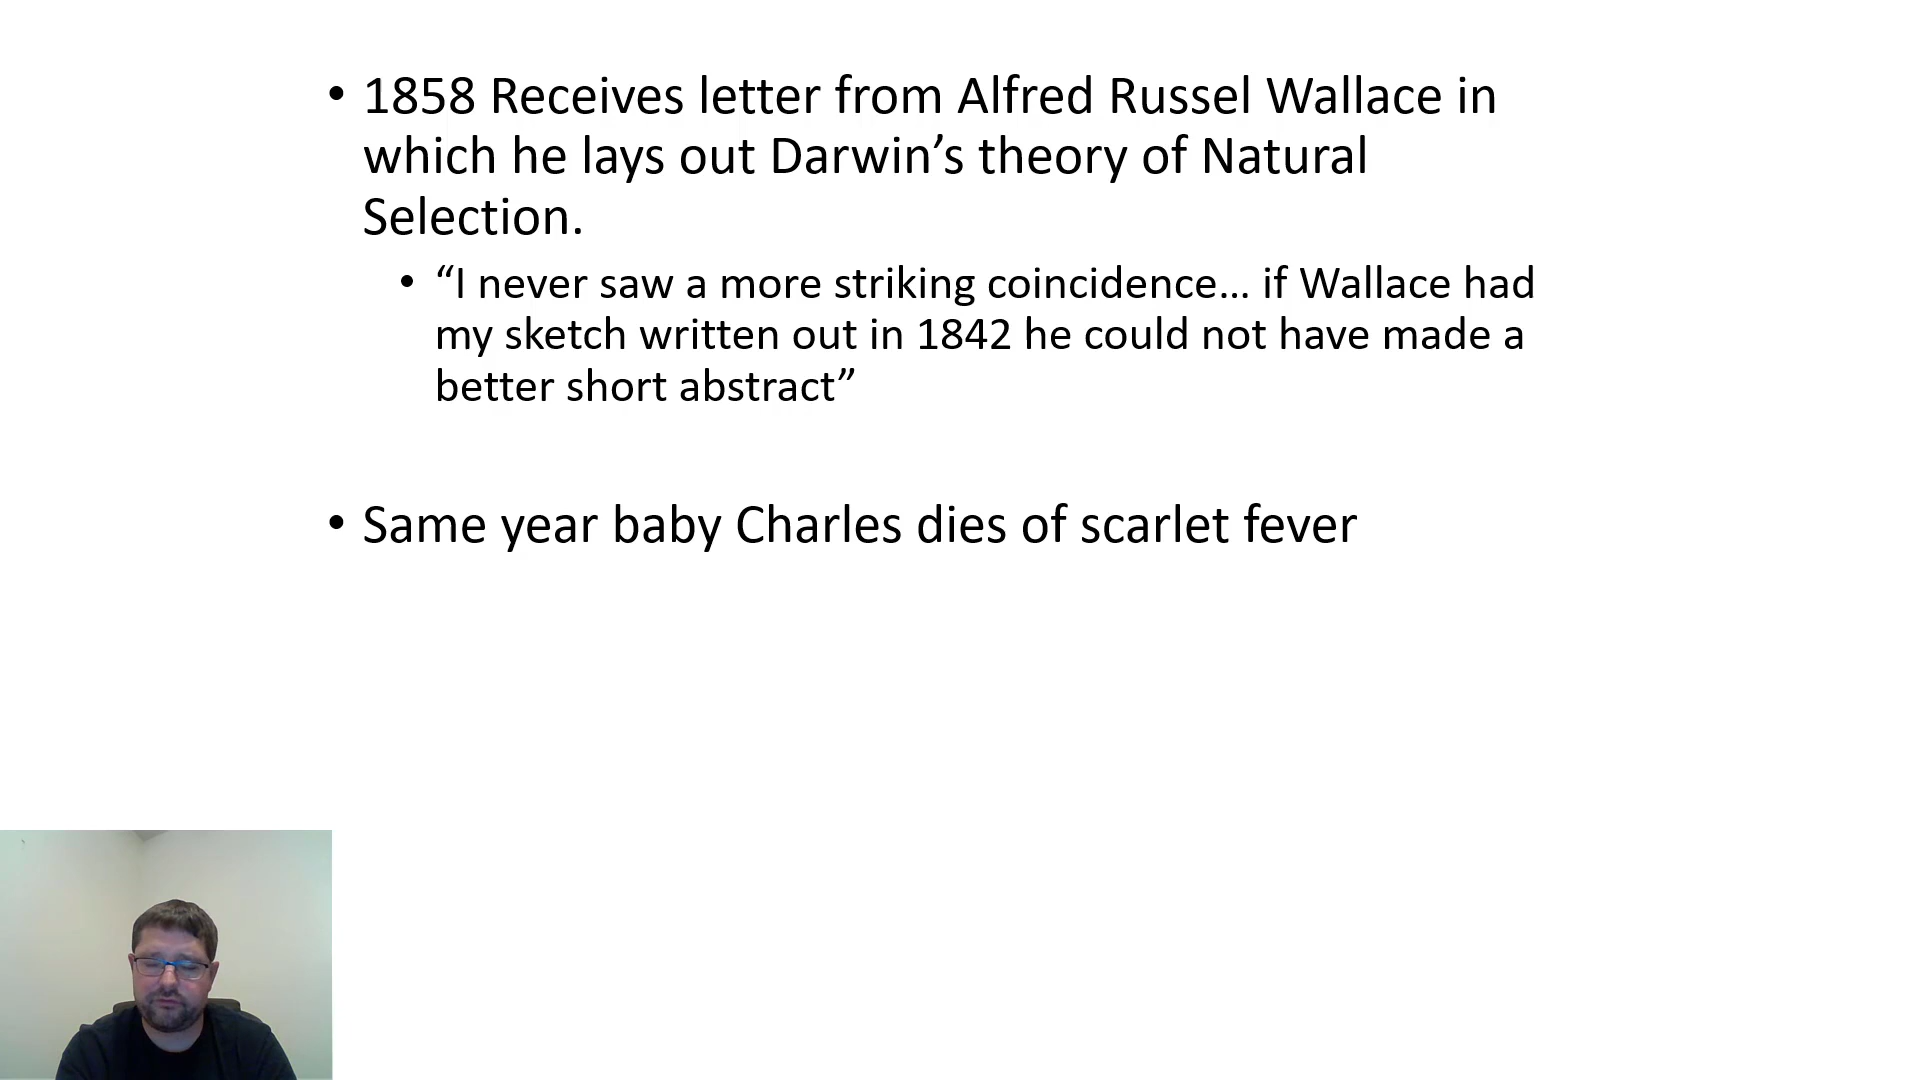 • 1858 Receives letter from Alfred Russel Wallace in
which he lays out Darwin’s theory of Natural
Selection.
• “I never saw a more striking coincidence… if Wallace had
my sketch written out in 1842 he could not have made a
better short abstract”
• Same year baby Charles dies of scarlet fever